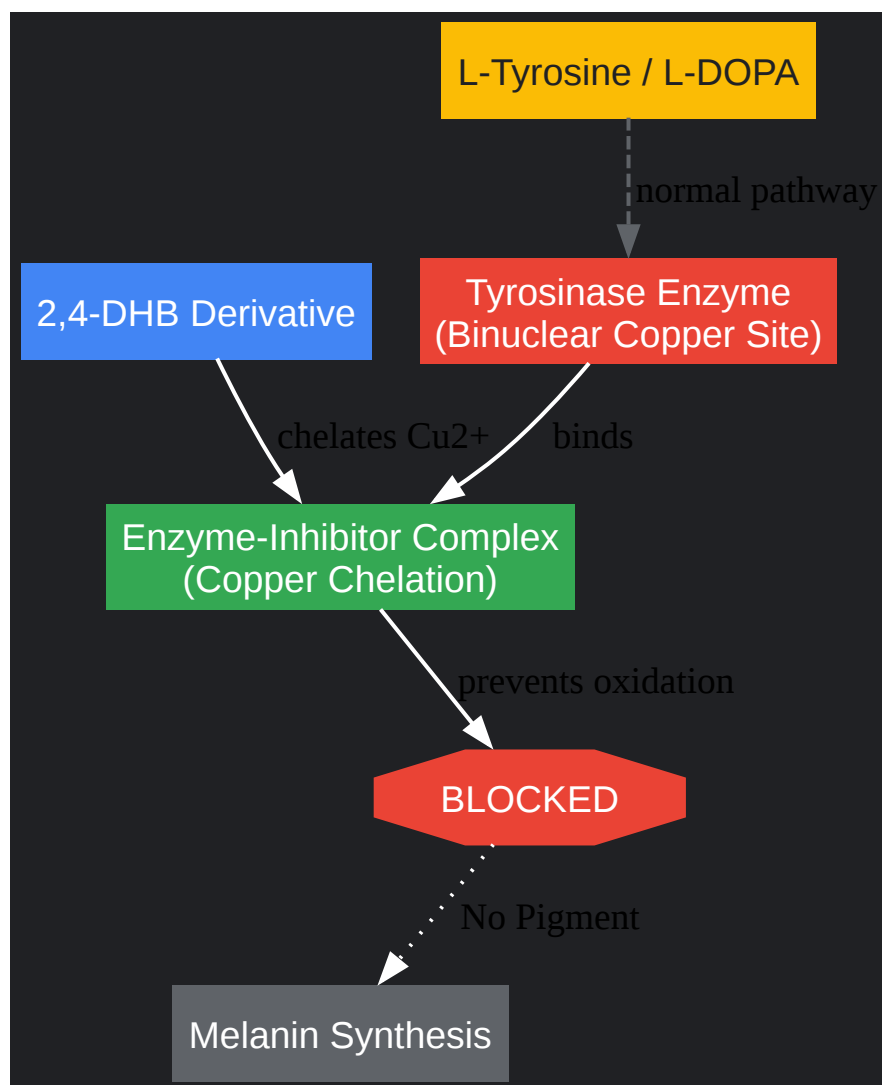 L-Tyrosine / L-DOPA
normal pathway
2,4-DHB Derivative
Tyrosinase Enzyme
(Binuclear Copper Site)
chelates Cu2+
binds
Enzyme-Inhibitor Complex
(Copper Chelation)
prevents oxidation
BLOCKED
No Pigment
Melanin Synthesis